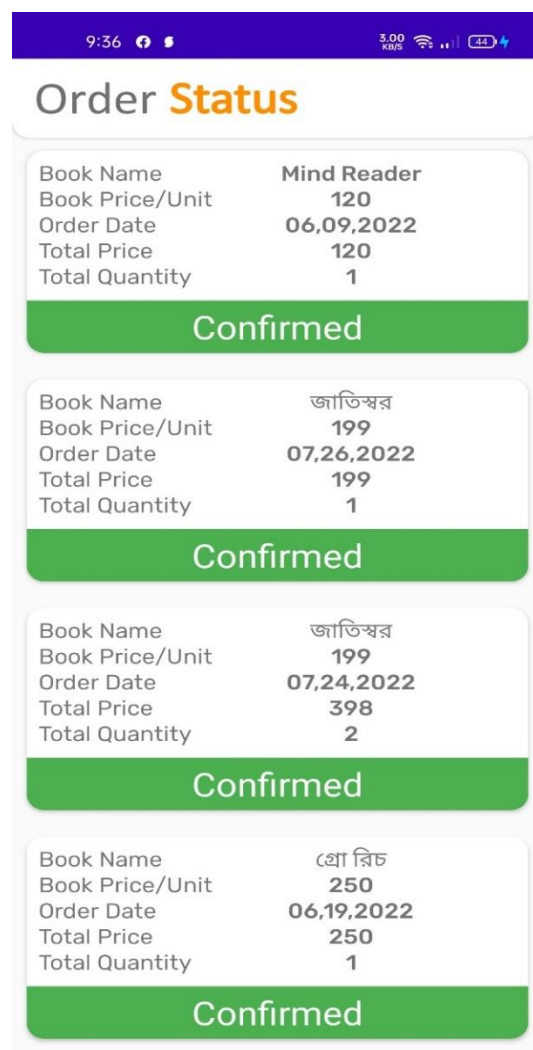 9:36 3.00 KB/S 44
Order Status
Book Name Mind Reader
Book Price/Unit 120
Order Date 06,09,2022
Total Price 120
Total Quantity 1
Confirmed
Book Name জাতিস্বর
Book Price/Unit 199
Order Date 07,26,2022
Total Price 199
Total Quantity 1
Confirmed
Book Name জাতিস্বর
Book Price/Unit 199
Order Date 07,24,2022
Total Price 398
Total Quantity 2
Confirmed
Book Name গ্রো রিচ
Book Price/Unit 250
Order Date 06,19,2022
Total Price 250
Total Quantity 1
Confirmed